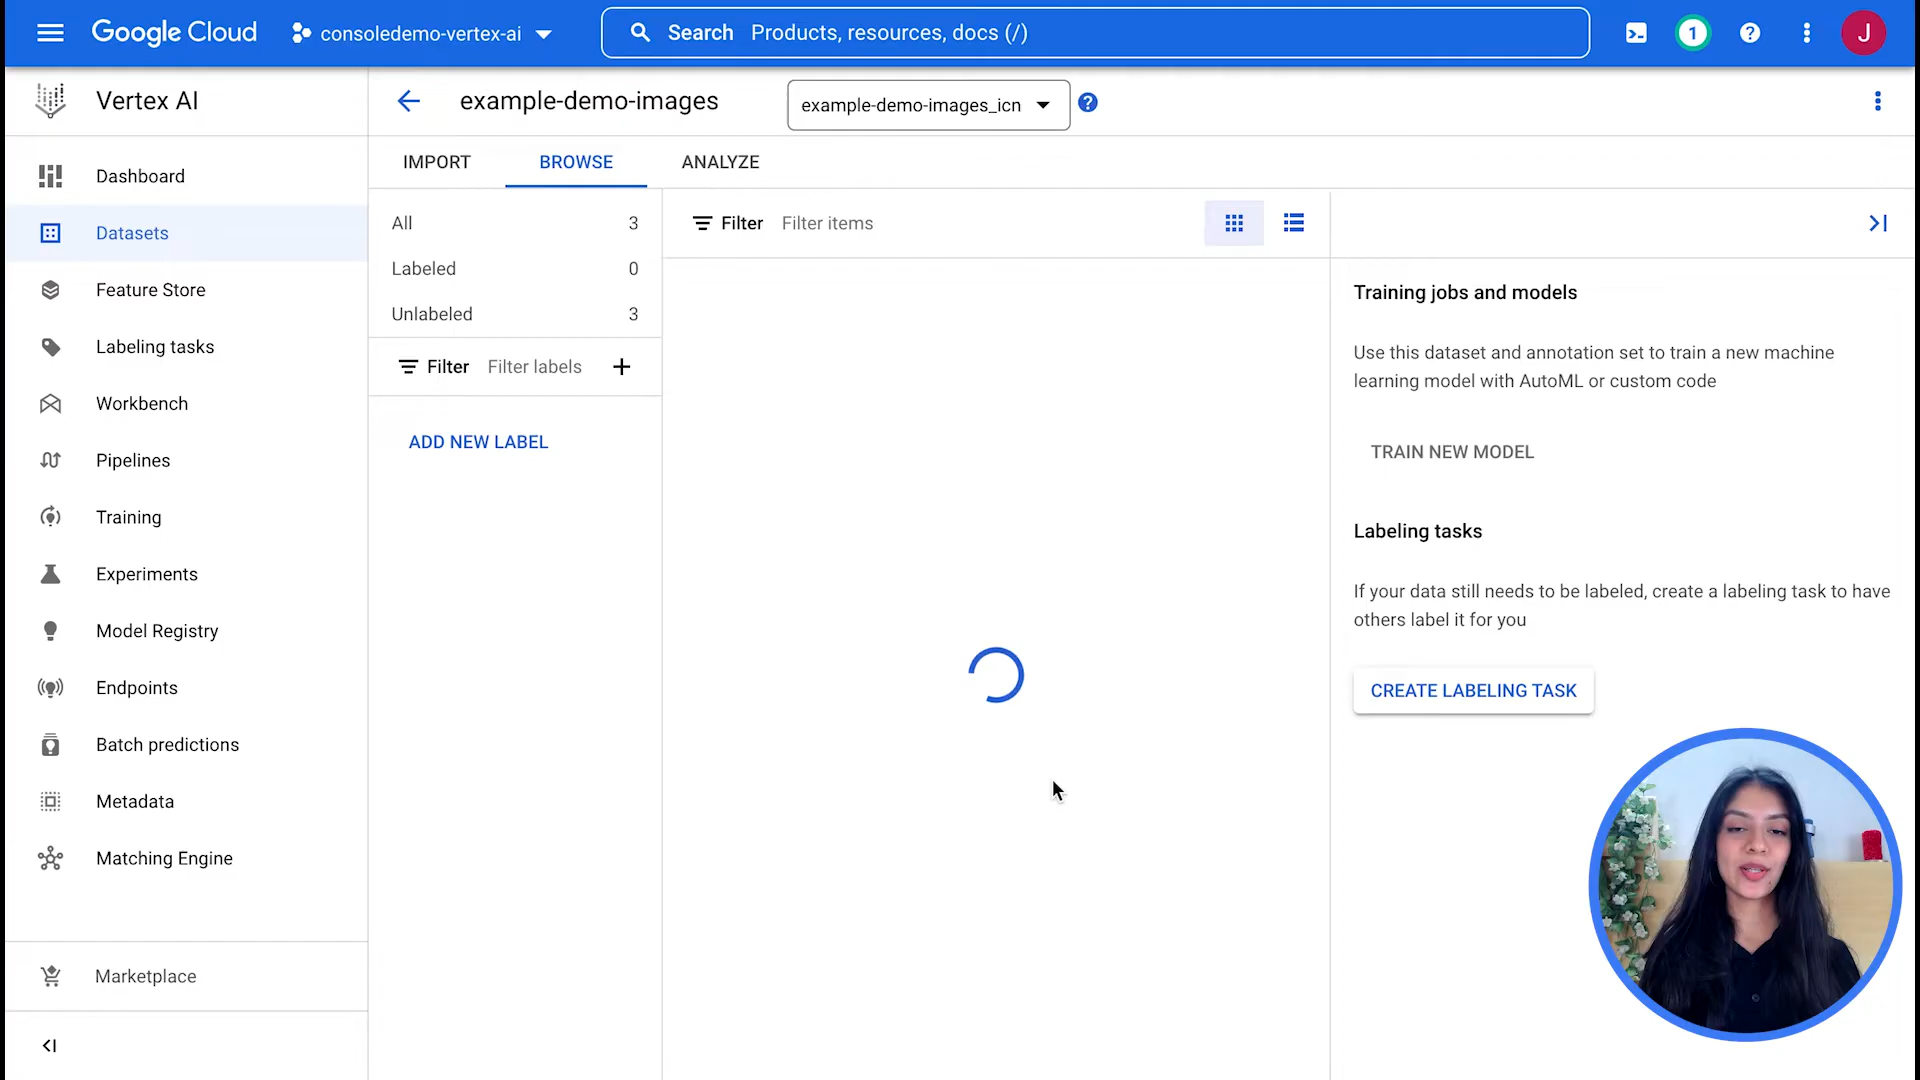 Google Cloud
consoledemo-vertex-ai
Search Products, resources, docs (/)
1
J
Vertex AI
example-demo-images
example-demo-images_icn
IMPORT
BROWSE
ANALYZE
Dashboard
Datasets
Feature Store
Labeling tasks
Workbench
Pipelines
Training
Experiments
Model Registry
Endpoints
Batch predictions
Metadata
Matching Engine
Marketplace
All 3
Labeled 0
Unlabeled 3
Filter Filter labels
ADD NEW LABEL
Filter Filter items
Training jobs and models
Use this dataset and annotation set to train a new machine
learning model with AutoML or custom code
TRAIN NEW MODEL
Labeling tasks
If your data still needs to be labeled, create a labeling task to have
others label it for you
CREATE LABELING TASK